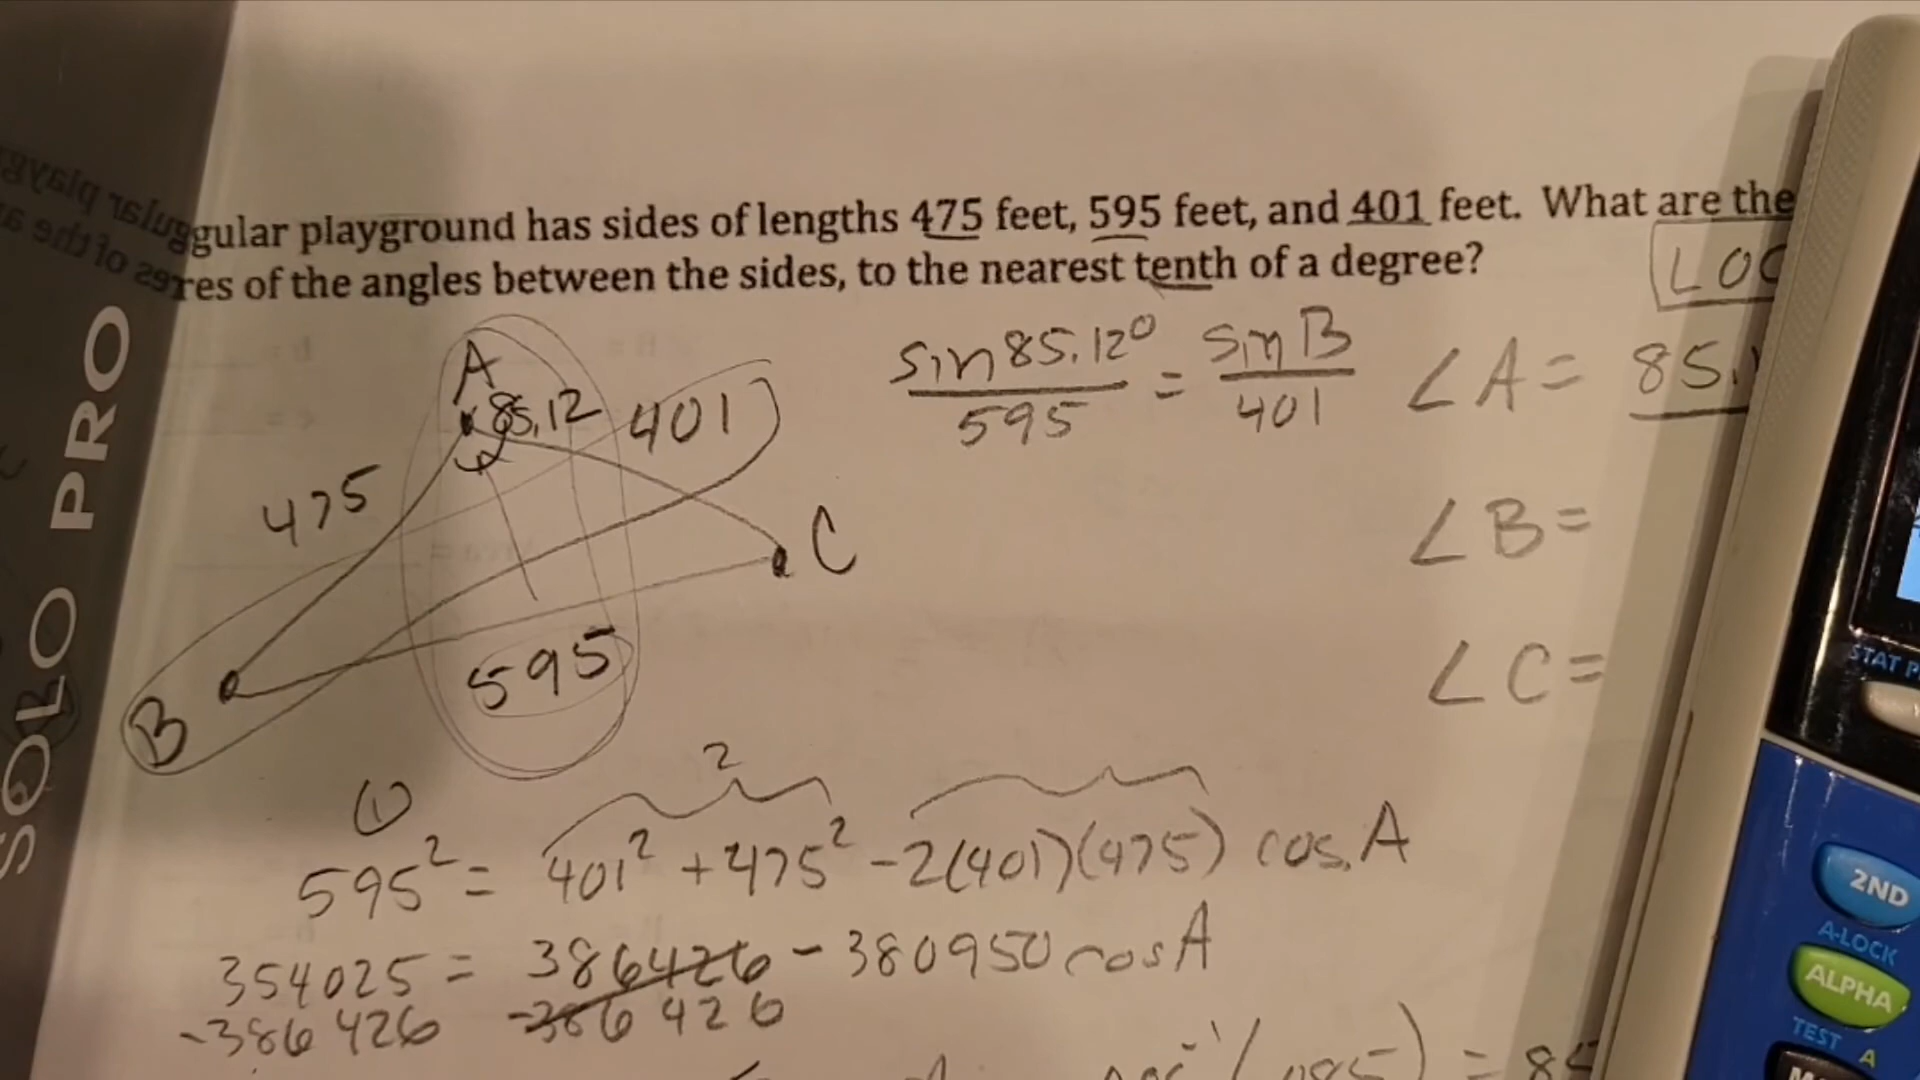 gular playground has sides of lengths 475 feet, 595 feet, and 401 feet. What are the
res of the angles between the sides, to the nearest tenth of a degree?
LOC
A
85.12
401
475
C
B
595
sin 85.12° / 595 = sin B / 401
∠A = 85.1
∠B =
∠C =
①
2
595² = 401² + 475² - 2(401)(475) cos A
354025 = 386426 - 380950 cos A
-386426 -386426
SOLO PRO
STAT P
2ND
A-LOCK
ALPHA
TEST A